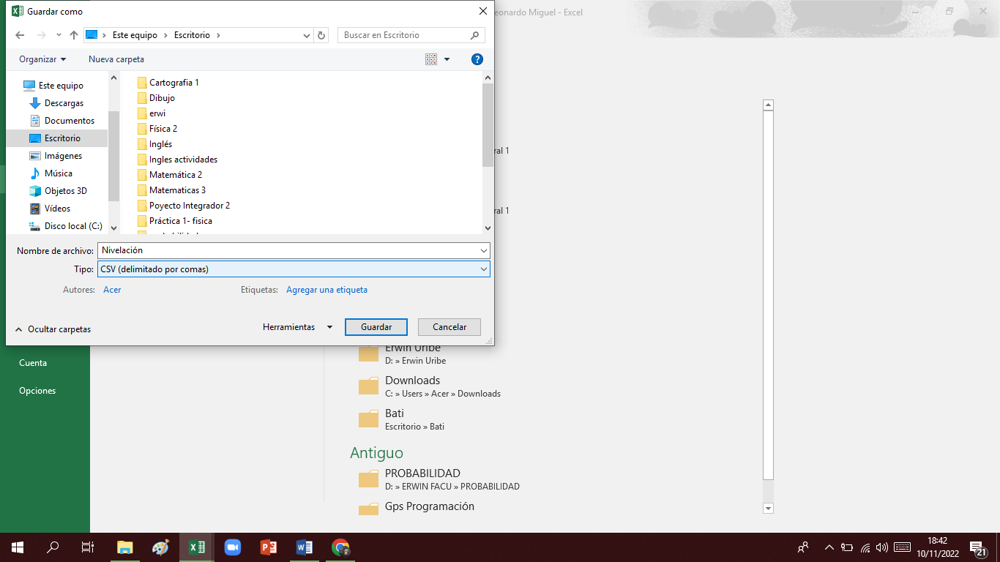 Guardar como
eonardo Miguel - Excel
Este equipo
Escritorio
Buscar en Escritorio
Organizar
Nueva carpeta
Este equipo
Descargas
Documentos
Escritorio
Imágenes
Música
Objetos 3D
Vídeos
Disco local (C:)
Cartografia 1
Dibujo
erwi
Física 2
Inglés
Ingles actividades
Matemática 2
Matematicas 3
Poyecto Integrador 2
Práctica 1- fisica
ral 1
ral 1
Nombre de archivo: Nivelación
Tipo: CSV (delimitado por comas)
Autores: Acer
Etiquetas: Agregar una etiqueta
Ocultar carpetas
Herramientas
Guardar
Cancelar
Cuenta
Opciones
Erwin Uribe
D: » Erwin Uribe
Downloads
C: » Users » Acer » Downloads
Bati
Escritorio » Bati
Antiguo
PROBABILIDAD
D: » ERWIN FACU » PROBABILIDAD
Gps Programación
18:42
10/11/2022
21